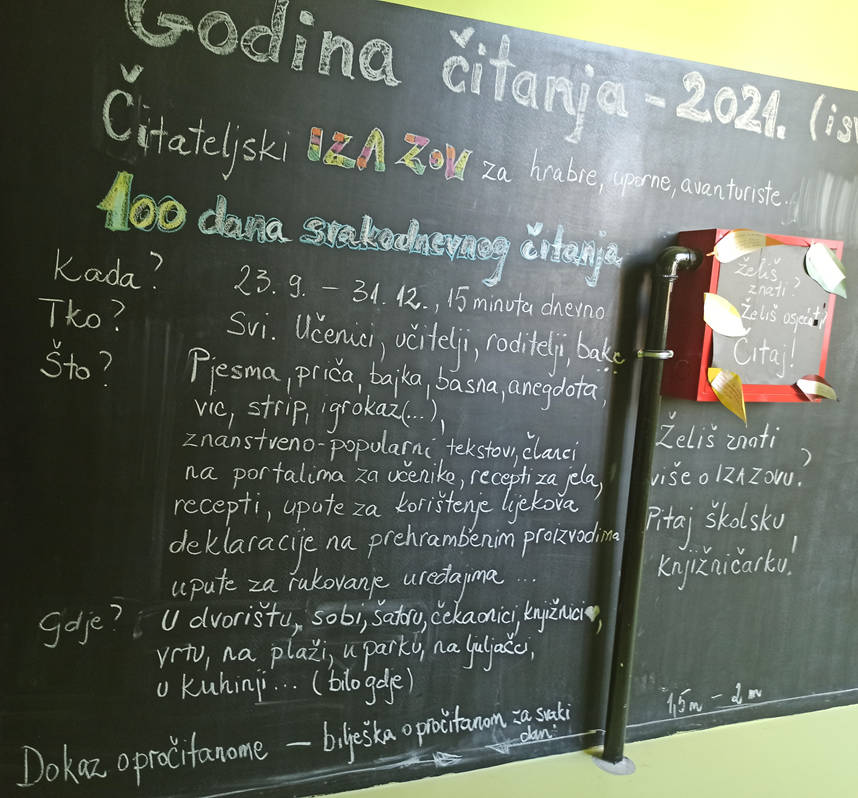 Godina čitanja - 2021. (is
Čitateljski IZAZOV za hrabre, uporne, avanturiste...
100 dana svakodnevnog čitanja
Kada? 23. 9. – 31. 12., 15 minuta dnevno
Tko? Svi. Učenici, učitelji, roditelji, bake...
Što? Pjesma, priča, bajka, basna, anegdota,
vic, strip, igrokaz(...),
znanstveno-popularni tekstovi, članci
na portalima za učenike, recepti za jela,
recepti, upute za korištenje lijekova
deklaracije na prehrambenim proizvodima
upute za rukovanje uređajima ...
Gdje? U dvorištu, sobi, šatoru, čekaonici, knjižnici,
vrtu, na plaži, u parku, na ljuljačci,
u kuhinji... (bilo gdje)
Dokaz o pročitanome — bilješka o pročitanom za svaki
dan
Želiš
znati?
Želiš osjećati?
Čitaj!
Želiš znati
više o IZAZOVU?
Pitaj školsku
knjižničarku!
1,5 m – 2 m